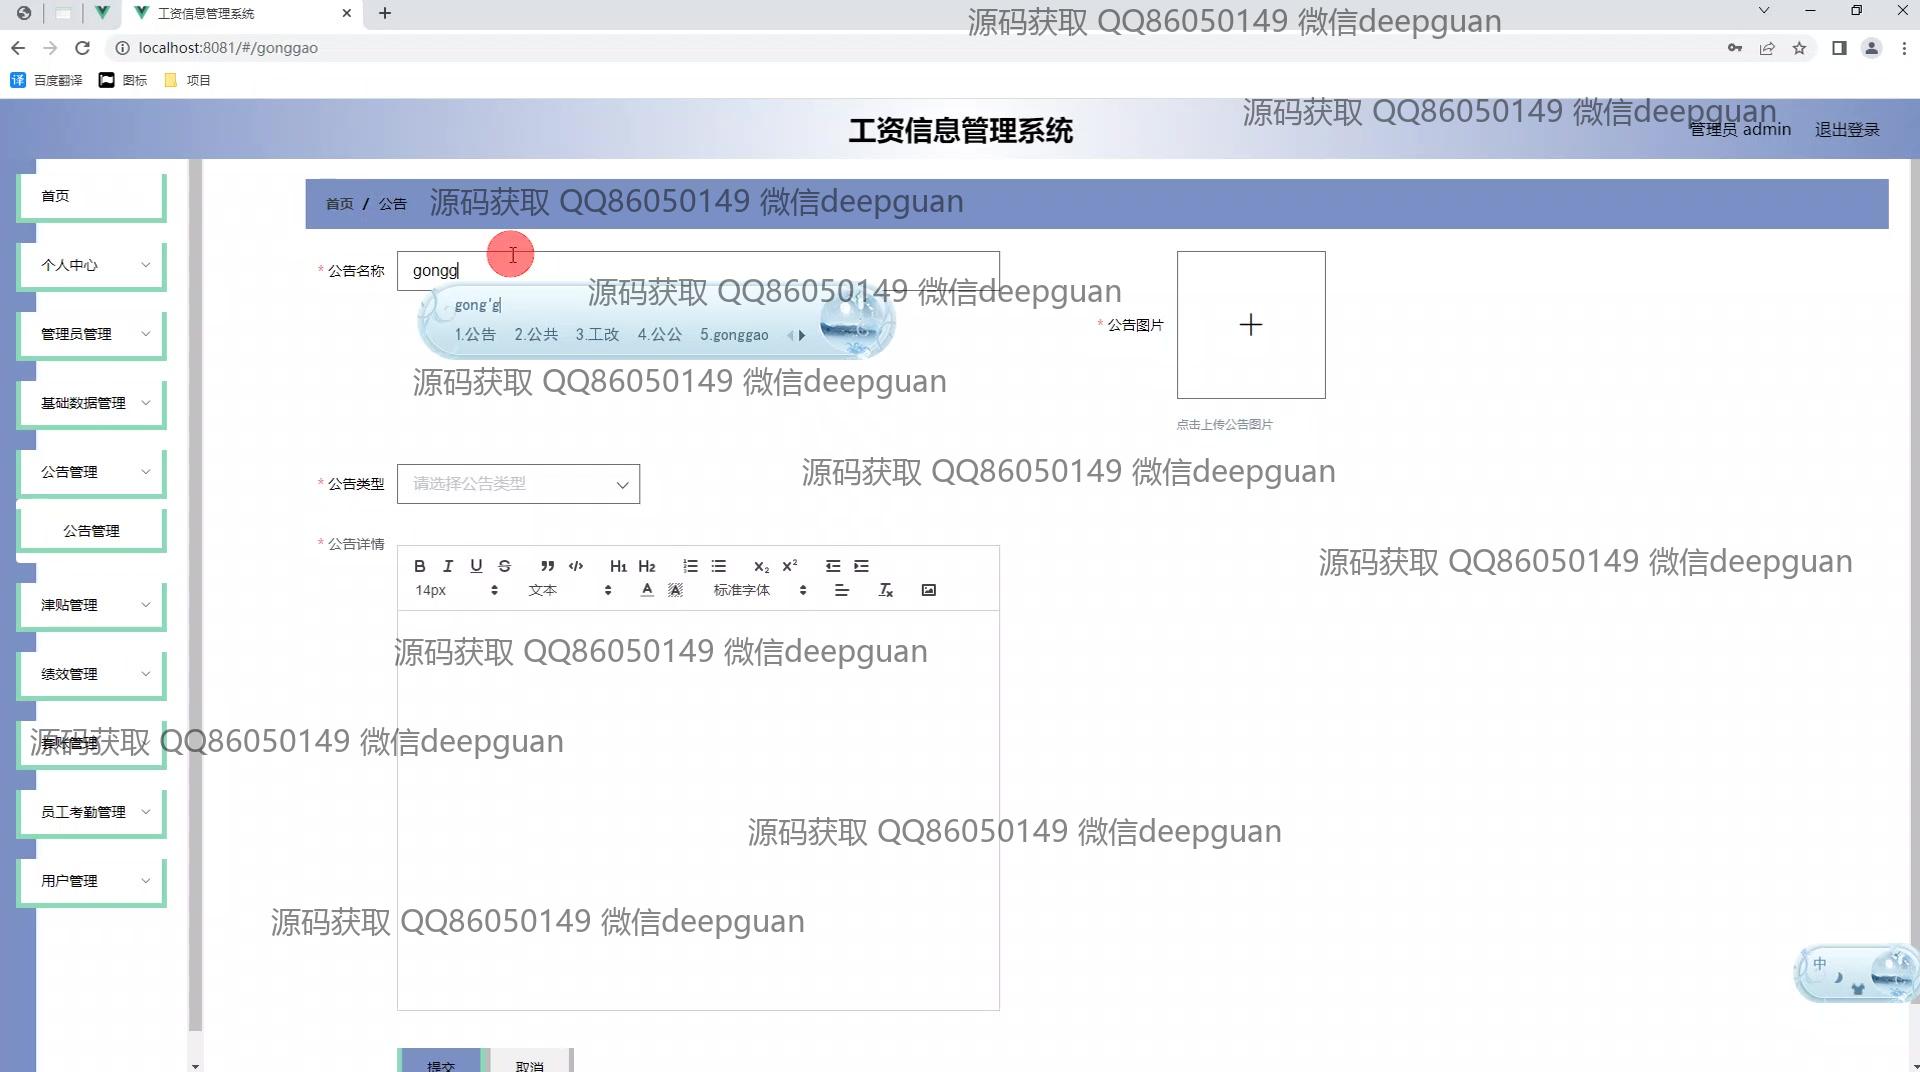 工资信息管理系统
源码获取 QQ86050149 微信deepguan
localhost:8081/#/gonggao
百度翻译 图标 项目
工资信息管理系统
源码获取 QQ86050149 微信deepguan
管理员 admin 退出登录
首页
首页 / 公告
源码获取 QQ86050149 微信deepguan
个人中心
*公告名称
gongg
源码获取 QQ86050149 微信deepguan
gong'g
1.公告 2.公共 3.工改 4.公公 5.gonggao
*公告图片
管理员管理
源码获取 QQ86050149 微信deepguan
基础数据管理
点击上传公告图片
公告管理
*公告类型
请选择公告类型
源码获取 QQ86050149 微信deepguan
公告管理
*公告详情
B I U S H1 H2 X2 X2
14px 文本 A A 标准字体
源码获取 QQ86050149 微信deepguan
津贴管理
源码获取 QQ86050149 微信deepguan
绩效管理
源码获取 QQ86050149 微信deepguan
员工考勤管理
源码获取 QQ86050149 微信deepguan
用户管理
源码获取 QQ86050149 微信deepguan
中
提交 取消